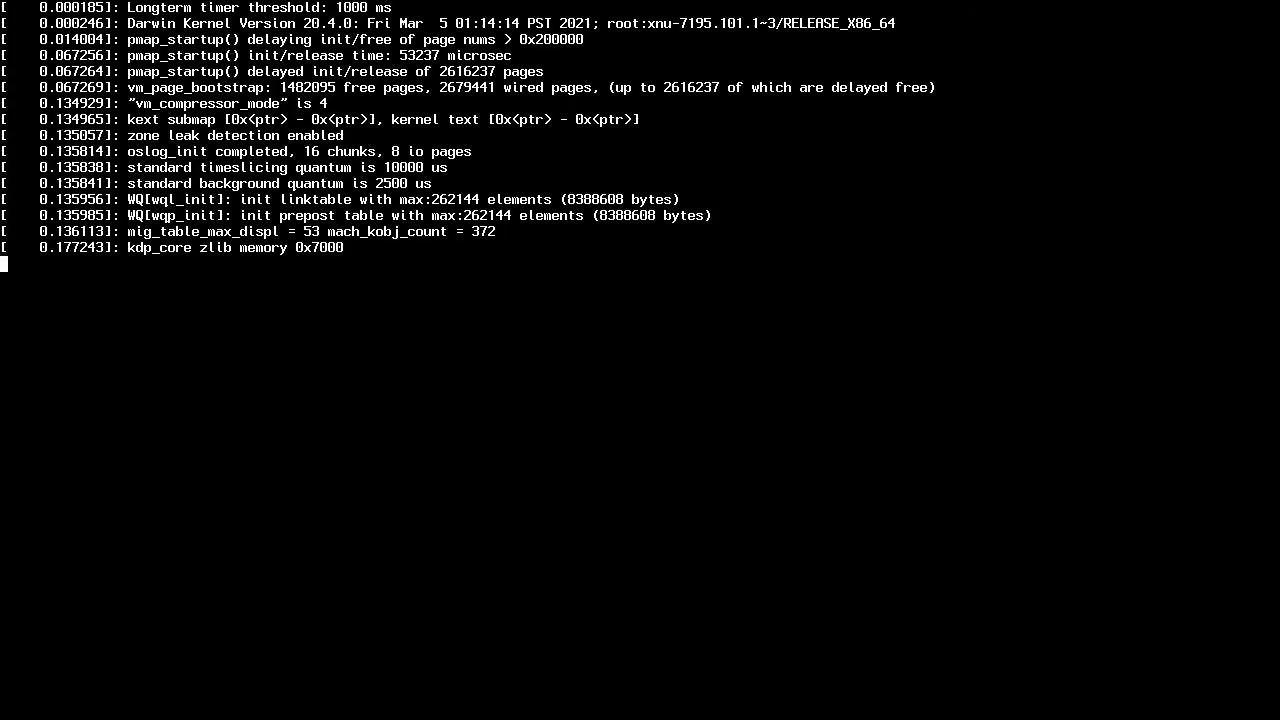 [    0.000185]: Longterm timer threshold: 1000 ms
[    0.000246]: Darwin Kernel Version 20.4.0: Fri Mar  5 01:14:14 PST 2021; root:xnu-7195.101.1~3/RELEASE_X86_64
[    0.014004]: pmap_startup() delaying init/free of page nums > 0x200000
[    0.067256]: pmap_startup() init/release time: 53237 microsec
[    0.067264]: pmap_startup() delayed init/release of 2616237 pages
[    0.067269]: vm_page_bootstrap: 1482095 free pages, 2679441 wired pages, (up to 2616237 of which are delayed free)
[    0.134929]: "vm_compressor_mode" is 4
[    0.134965]: kext submap [0x<ptr> - 0x<ptr>], kernel text [0x<ptr> - 0x<ptr>]
[    0.135057]: zone leak detection enabled
[    0.135814]: oslog_init completed, 16 chunks, 8 io pages
[    0.135838]: standard timeslicing quantum is 10000 us
[    0.135841]: standard background quantum is 2500 us
[    0.135956]: WQ[wql_init]: init linktable with max:262144 elements (8388608 bytes)
[    0.135985]: WQ[wqp_init]: init prepost table with max:262144 elements (8388608 bytes)
[    0.136113]: mig_table_max_displ = 53 mach_kobj_count = 372
[    0.177243]: kdp_core zlib memory 0x7000